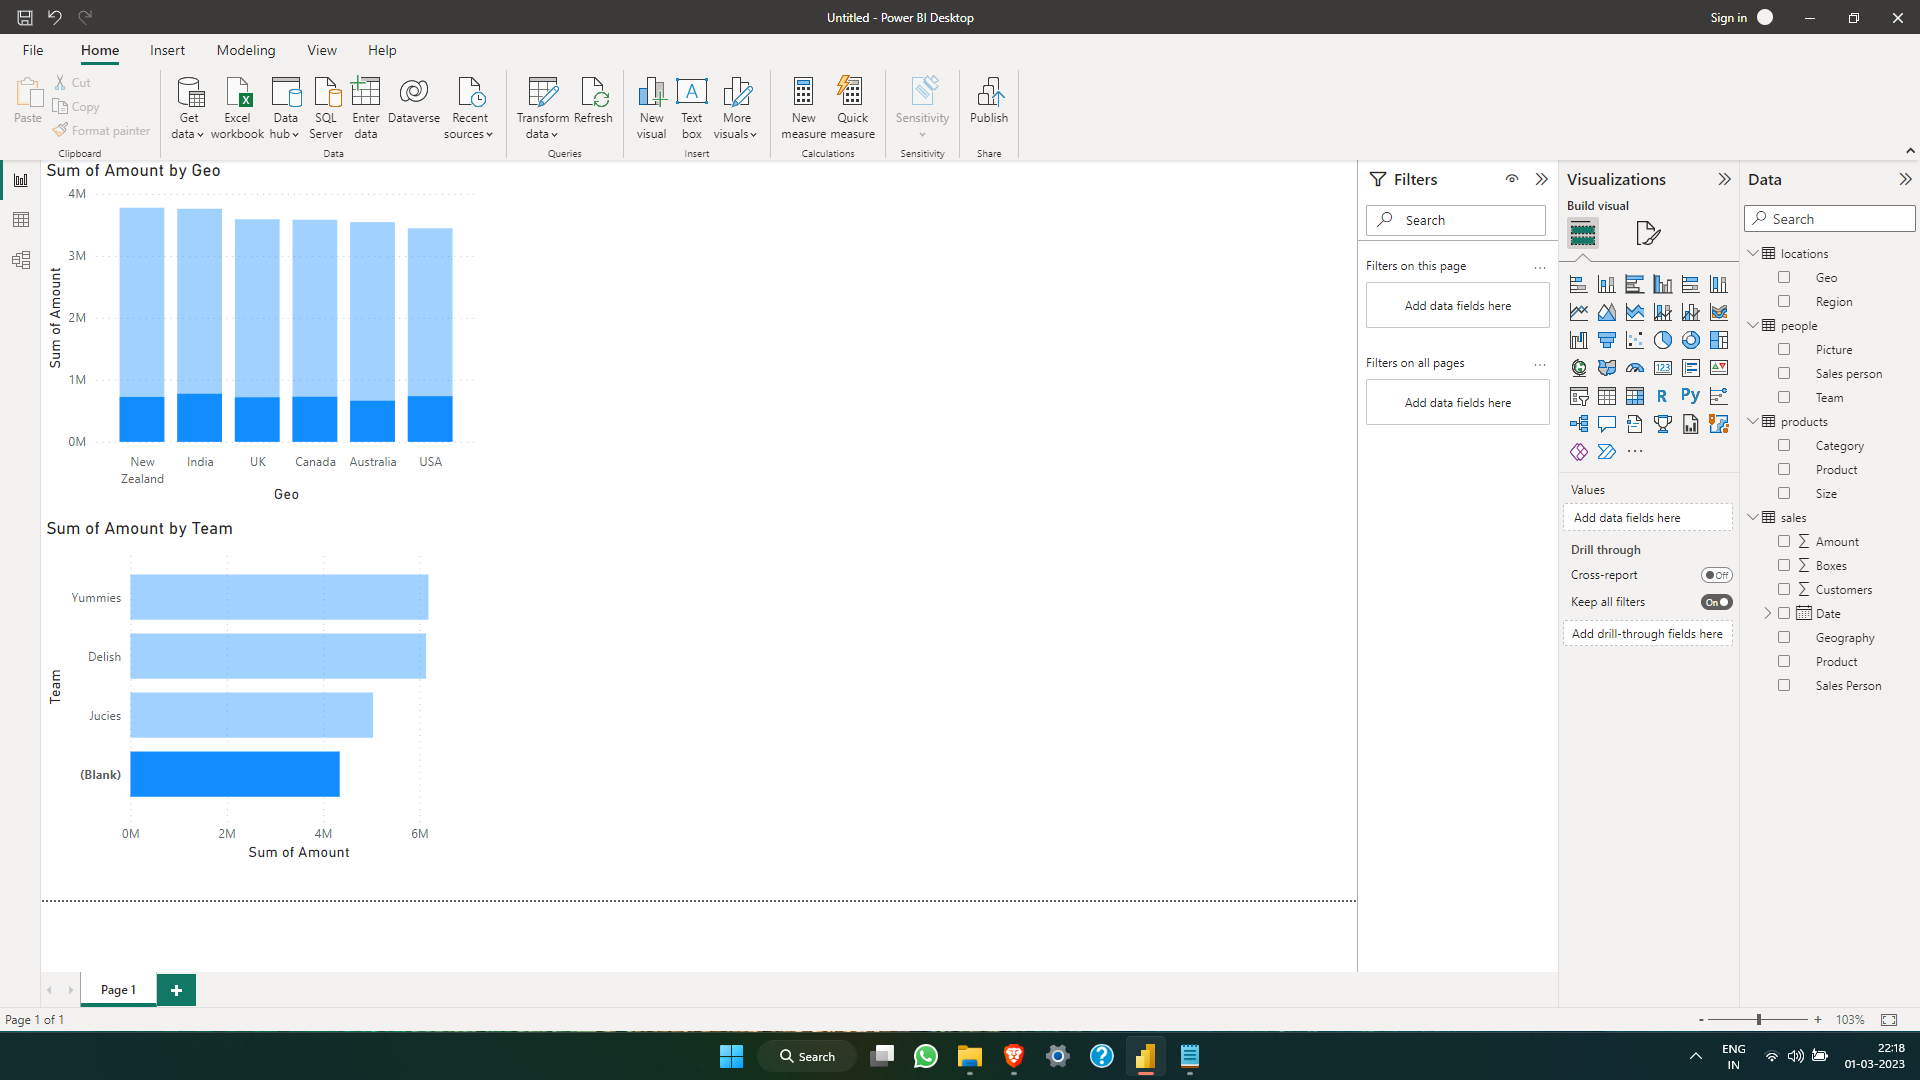 Untitled - Power BI Desktop
Sign in
File
Home
Insert
Modeling
View
Help
Paste
Cut
Copy
Format painter
Clipboard
Get data
Excel workbook
Data hub
SQL Server
Enter data
Dataverse
Recent sources
Data
Transform data
Refresh
Queries
New visual
Text box
More visuals
Insert
New measure
Quick measure
Calculations
Sensitivity
Sensitivity
Publish
Share
Sum of Amount by Geo
Sum of Amount
4M
3M
2M
1M
0M
New Zealand
India
UK
Canada
Australia
USA
Geo
Sum of Amount by Team
Team
Yummies
Delish
Jucies
(Blank)
0M
2M
4M
6M
Sum of Amount
Filters
Search
Filters on this page
...
Add data fields here
Filters on all pages
...
Add data fields here
Visualizations
Build visual
123
R
Py
...
Values
Add data fields here
Drill through
Cross-report
Off
Keep all filters
On
Add drill-through fields here
Data
Search
locations
Geo
Region
people
Picture
Sales person
Team
products
Category
Product
Size
sales
Amount
Boxes
Customers
Date
Geography
Product
Sales Person
Page 1
+
Page 1 of 1
-
+
103%
Search
ENG
IN
22:18
01-03-2023